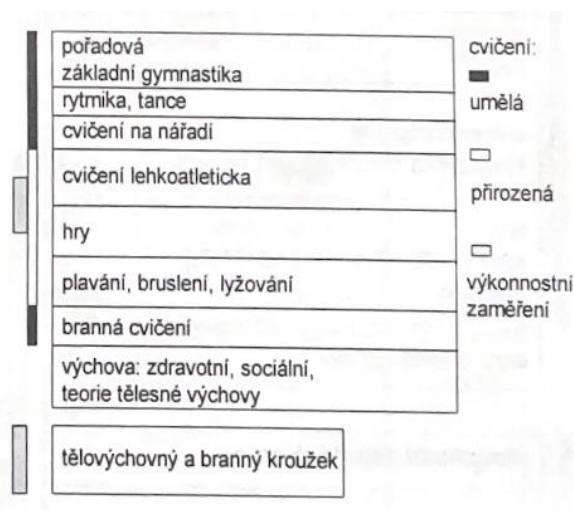 pořadová
základní gymnastika
rytmika, tance
cvičení na nářadí
cvičení lehkoatleticka
hry
plavání, bruslení, lyžování
branná cvičení
výchova: zdravotní, sociální,
teorie tělesné výchovy
tělovýchovný a branný kroužek
cvičení:
umělá
přirozená
výkonnostní
zaměření